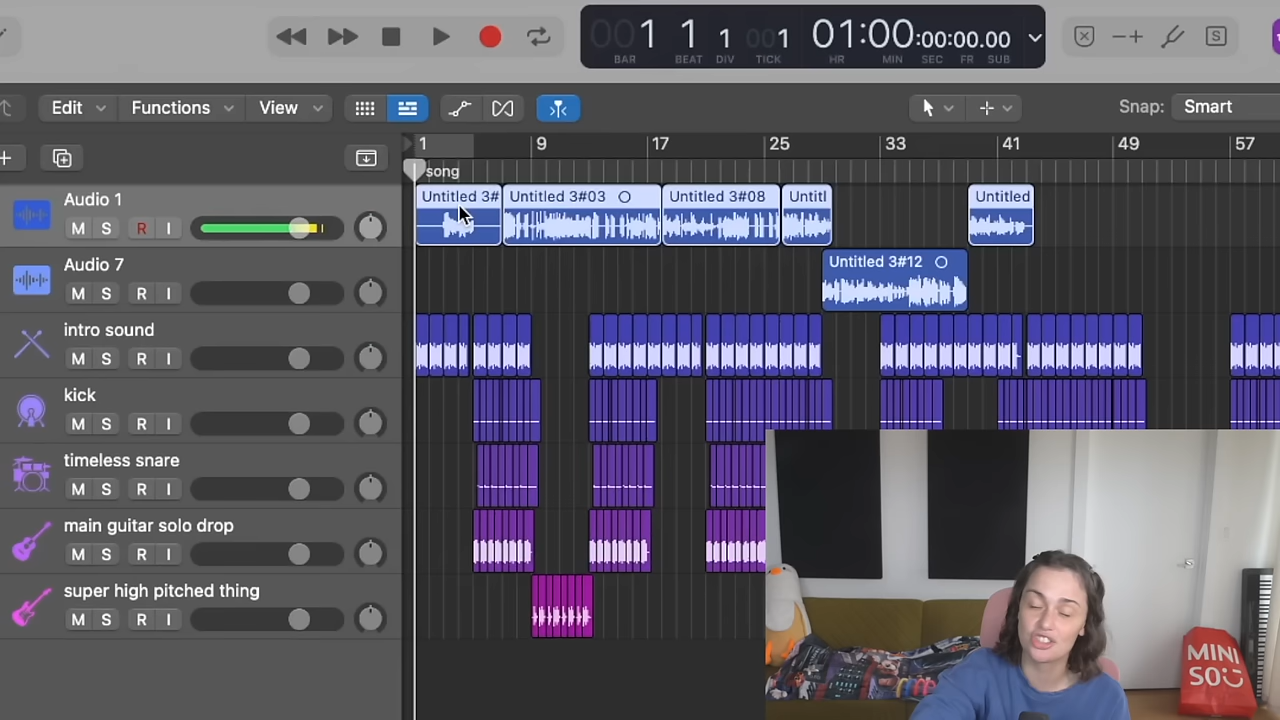 001 1 1 001 01:00:00:00.00
BAR BEAT DIV TICK HR MIN SEC FR SUB
S
Edit Functions View Snap: Smart
1 9 17 25 33 41 49 57
song
Audio 1
M S R I
Untitled 3# Untitled 3#03 Untitled 3#08 Untitl Untitled
Audio 7
M S R I
Untitled 3#12
intro sound
M S R I
kick
M S R I
timeless snare
M S R I
main guitar solo drop
M S R I
super high pitched thing
M S R I
MINI
SO